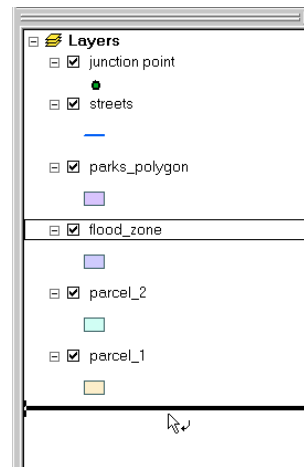 Layers
junction point
streets
parks_polygon
flood_zone
parcel_2
parcel_1